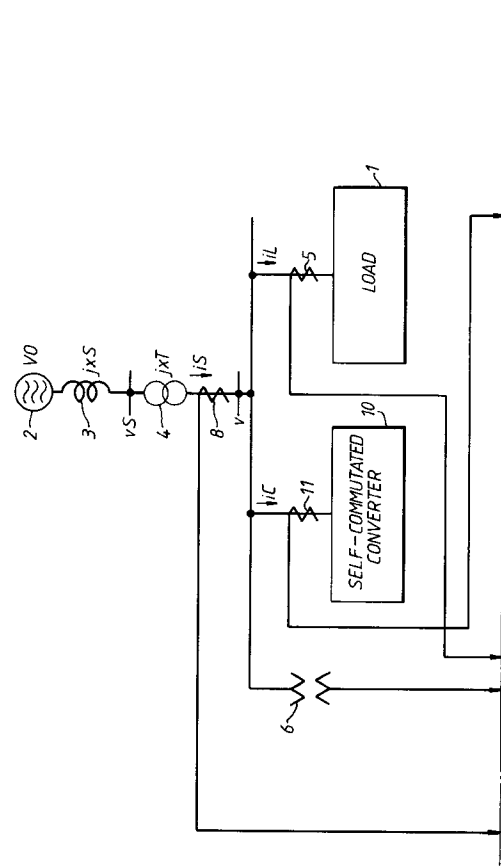 2
VO
3
jxS
vS
4
jxT
iS
8
v
iC
11
iL
5
SELF-COMMUTATED
CONVERTER
10
LOAD
1
6